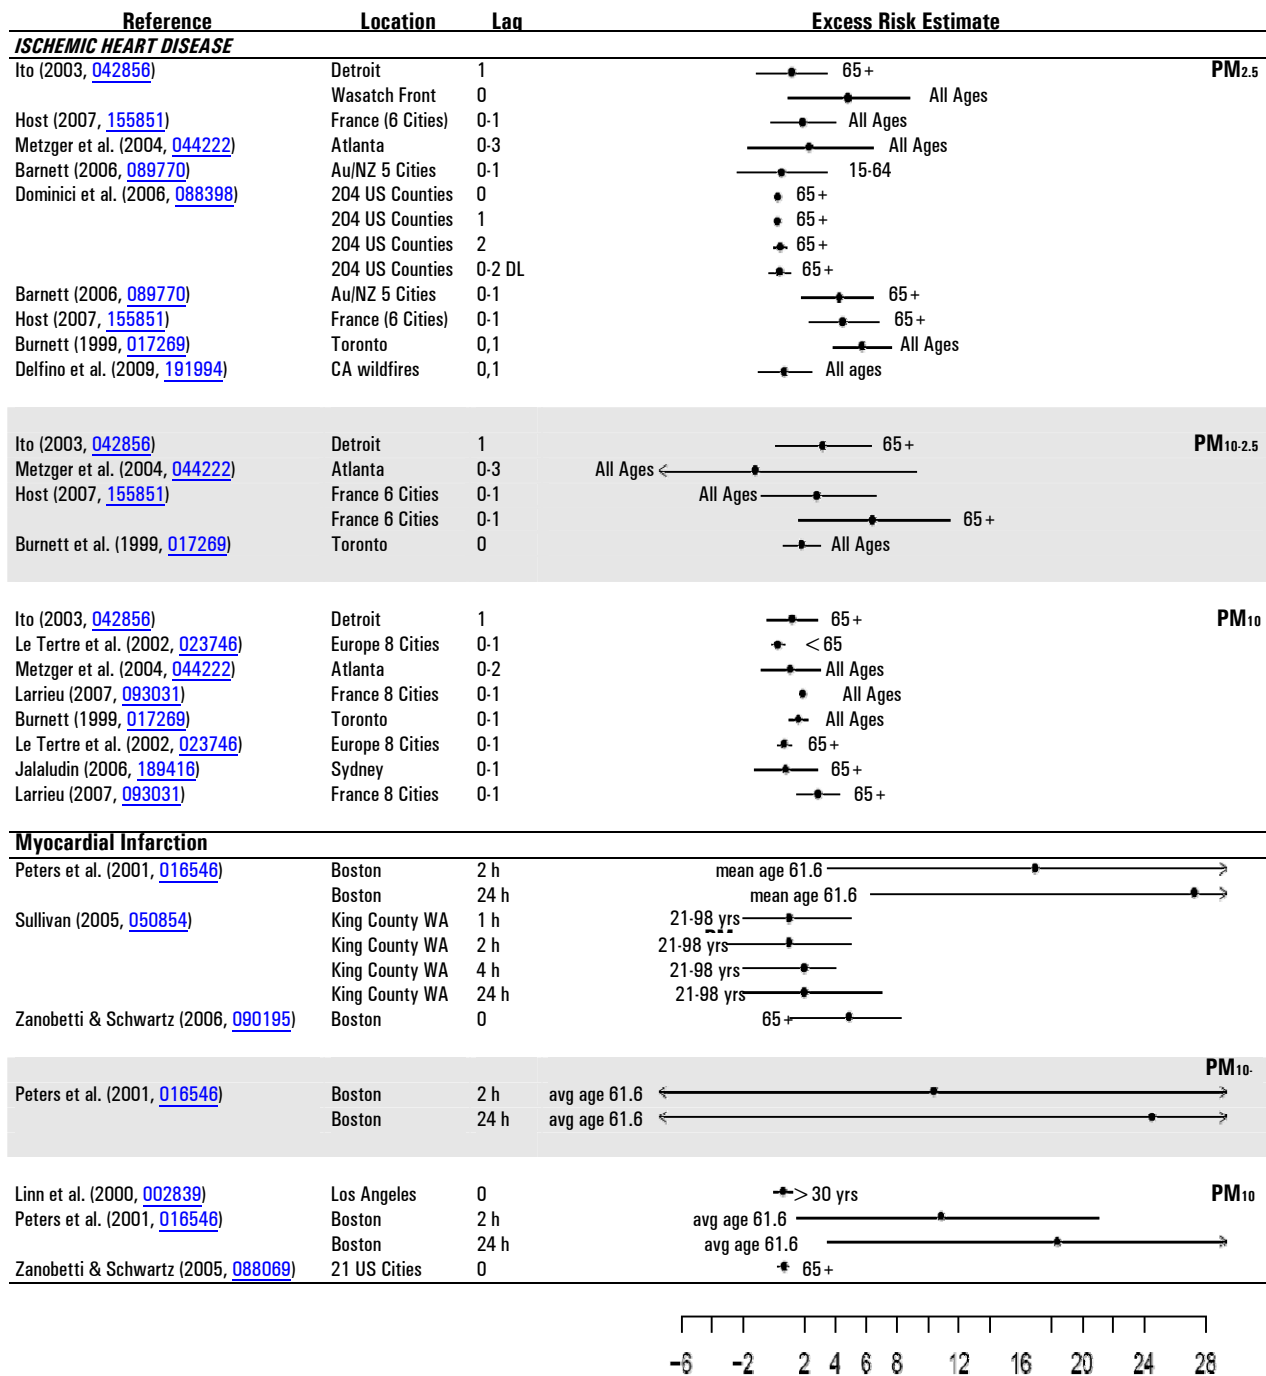 Reference Location Lag Excess Risk Estimate
ISCHEMIC HEART DISEASE
Ito (2003, 042856) Detroit 1 65+ PM2.5
Wasatch Front 0 All Ages
Host (2007, 155851) France (6 Cities) 0-1 All Ages
Metzger et al. (2004, 044222) Atlanta 0-3 All Ages
Barnett (2006, 089770) Au/NZ 5 Cities 0-1 15-64
Dominici et al. (2006, 088398) 204 US Counties 0 65+
204 US Counties 1 65+
204 US Counties 2 65+
204 US Counties 0-2 DL 65+
Barnett (2006, 089770) Au/NZ 5 Cities 0-1 65+
Host (2007, 155851) France (6 Cities) 0-1 65+
Burnett (1999, 017269) Toronto 0,1 All Ages
Delfino et al. (2009, 191994) CA wildfires 0,1 All ages
Ito (2003, 042856) Detroit 1 65+ PM10-2.5
Metzger et al. (2004, 044222) Atlanta 0-3 All Ages
Host (2007, 155851) France 6 Cities 0-1 All Ages
France 6 Cities 0-1 65+
Burnett et al. (1999, 017269) Toronto 0 All Ages
Ito (2003, 042856) Detroit 1 65+ PM10
Le Tertre et al. (2002, 023746) Europe 8 Cities 0-1 <65
Metzger et al. (2004, 044222) Atlanta 0-2 All Ages
Larrieu (2007, 093031) France 8 Cities 0-1 All Ages
Burnett (1999, 017269) Toronto 0-1 All Ages
Le Tertre et al. (2002, 023746) Europe 8 Cities 0-1 65+
Jalaludin (2006, 189416) Sydney 0-1 65+
Larrieu (2007, 093031) France 8 Cities 0-1 65+
Myocardial Infarction
Peters et al. (2001, 016546) Boston 2 h mean age 61.6
Boston 24 h mean age 61.6
Sullivan (2005, 050854) King County WA 1 h 21-98 yrs
King County WA 2 h 21-98 yrs
King County WA 4 h 21-98 yrs
King County WA 24 h 21-98 yrs
Zanobetti & Schwartz (2006, 090195) Boston 0 65+
PM10-
Peters et al. (2001, 016546) Boston 2 h avg age 61.6
Boston 24 h avg age 61.6
Linn et al. (2000, 002839) Los Angeles 0 >30 yrs PM10
Peters et al. (2001, 016546) Boston 2 h avg age 61.6
Boston 24 h avg age 61.6
Zanobetti & Schwartz (2005, 088069) 21 US Cities 0 65+
-6 -2 2 4 6 8 12 16 20 24 28